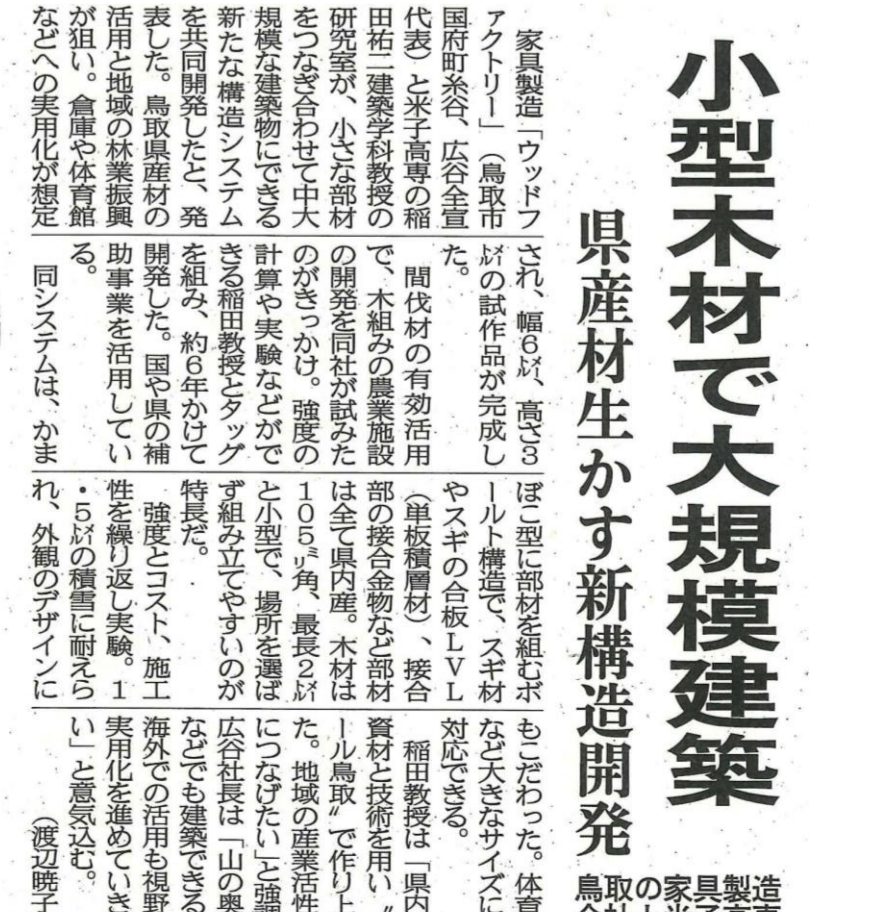 小型木材で大規模建築
県産材生かす新構造開発
鳥取の家具製造
家具製造「ウッドフ
ァクトリー」（鳥取市
国府町糸谷、広谷全宣
代表）と米子高専の稲
田祐二建築学科教授の
研究室が、小さな部材
をつなぎ合わせて中大
規模な建築物にできる
新たな構造システム
を共同開発したと、発
表した。鳥取県産材の
活用と地域の林業振興
が狙い。倉庫や体育館
などへの実用化が想定
され、幅6㍍、高さ3
㍍の試作品が完成し
た。
間伐材の有効活用
で、木組みの農業施設
の開発を同社が試みた
のがきっかけ。強度の
計算や実験などがで
きる稲田教授とタッグ
を組み、約6年かけて
開発した。国や県の補
助事業を活用してい
る。
同システムは、かま
ぼこ型に部材を組むボ
ールト構造で、スギ材
やスギの合板LVL
（単板積層材）、接合
部の接合金物など部材
は全て県内産。木材は
105㍉角、最長2㍍
と小型で、場所を選ば
ず組み立てやすいのが
特長だ。
強度とコスト、施工
性を繰り返し実験。1
・5㍍の積雪に耐えら
れ、外観のデザインに
もこだわった。体育
など大きなサイズに
対応できる。
稲田教授は「県内
資材と技術を用い〝
ール鳥取〟で作り上
た。地域の産業活性
につなげたい」と強調
広谷社長は「山の奥
などでも建築できる
海外での活用も視野
実用化を進めていき
い」と意気込む。
（渡辺暁子